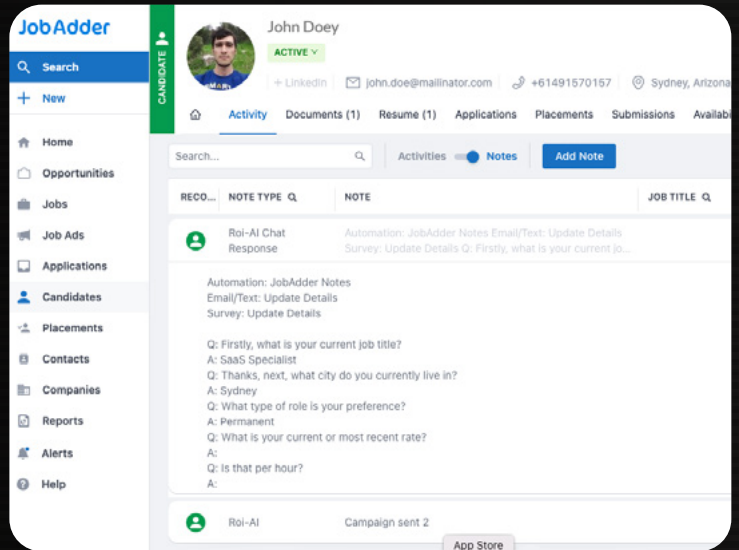 JobAdder
Search
New
Home
Opportunities
Jobs
Job Ads
Applications
Candidates
Placements
Contacts
Companies
Reports
Alerts
Help
CANDIDATE
John Doey
ACTIVE
+ LinkedIn john.doe@mailinator.com +61491570157 Sydney, Arizona
Activity Documents (1) Resume (1) Applications Placements Submissions Availabi
Search... Activities Notes Add Note
RECO... NOTE TYPE NOTE JOB TITLE
Roi-AI Chat Automation: JobAdder Notes Email/Text: Update Details
Response Survey: Update Details Q: Firstly, what is your current jo...
Automation: JobAdder Notes
Email/Text: Update Details
Survey: Update Details
Q: Firstly, what is your current job title?
A: SaaS Specialist
Q: Thanks, next, what city do you currently live in?
A: Sydney
Q: What type of role is your preference?
A: Permanent
Q: What is your current or most recent rate?
A:
Q: Is that per hour?
A:
Roi-AI Campaign sent 2
App Store